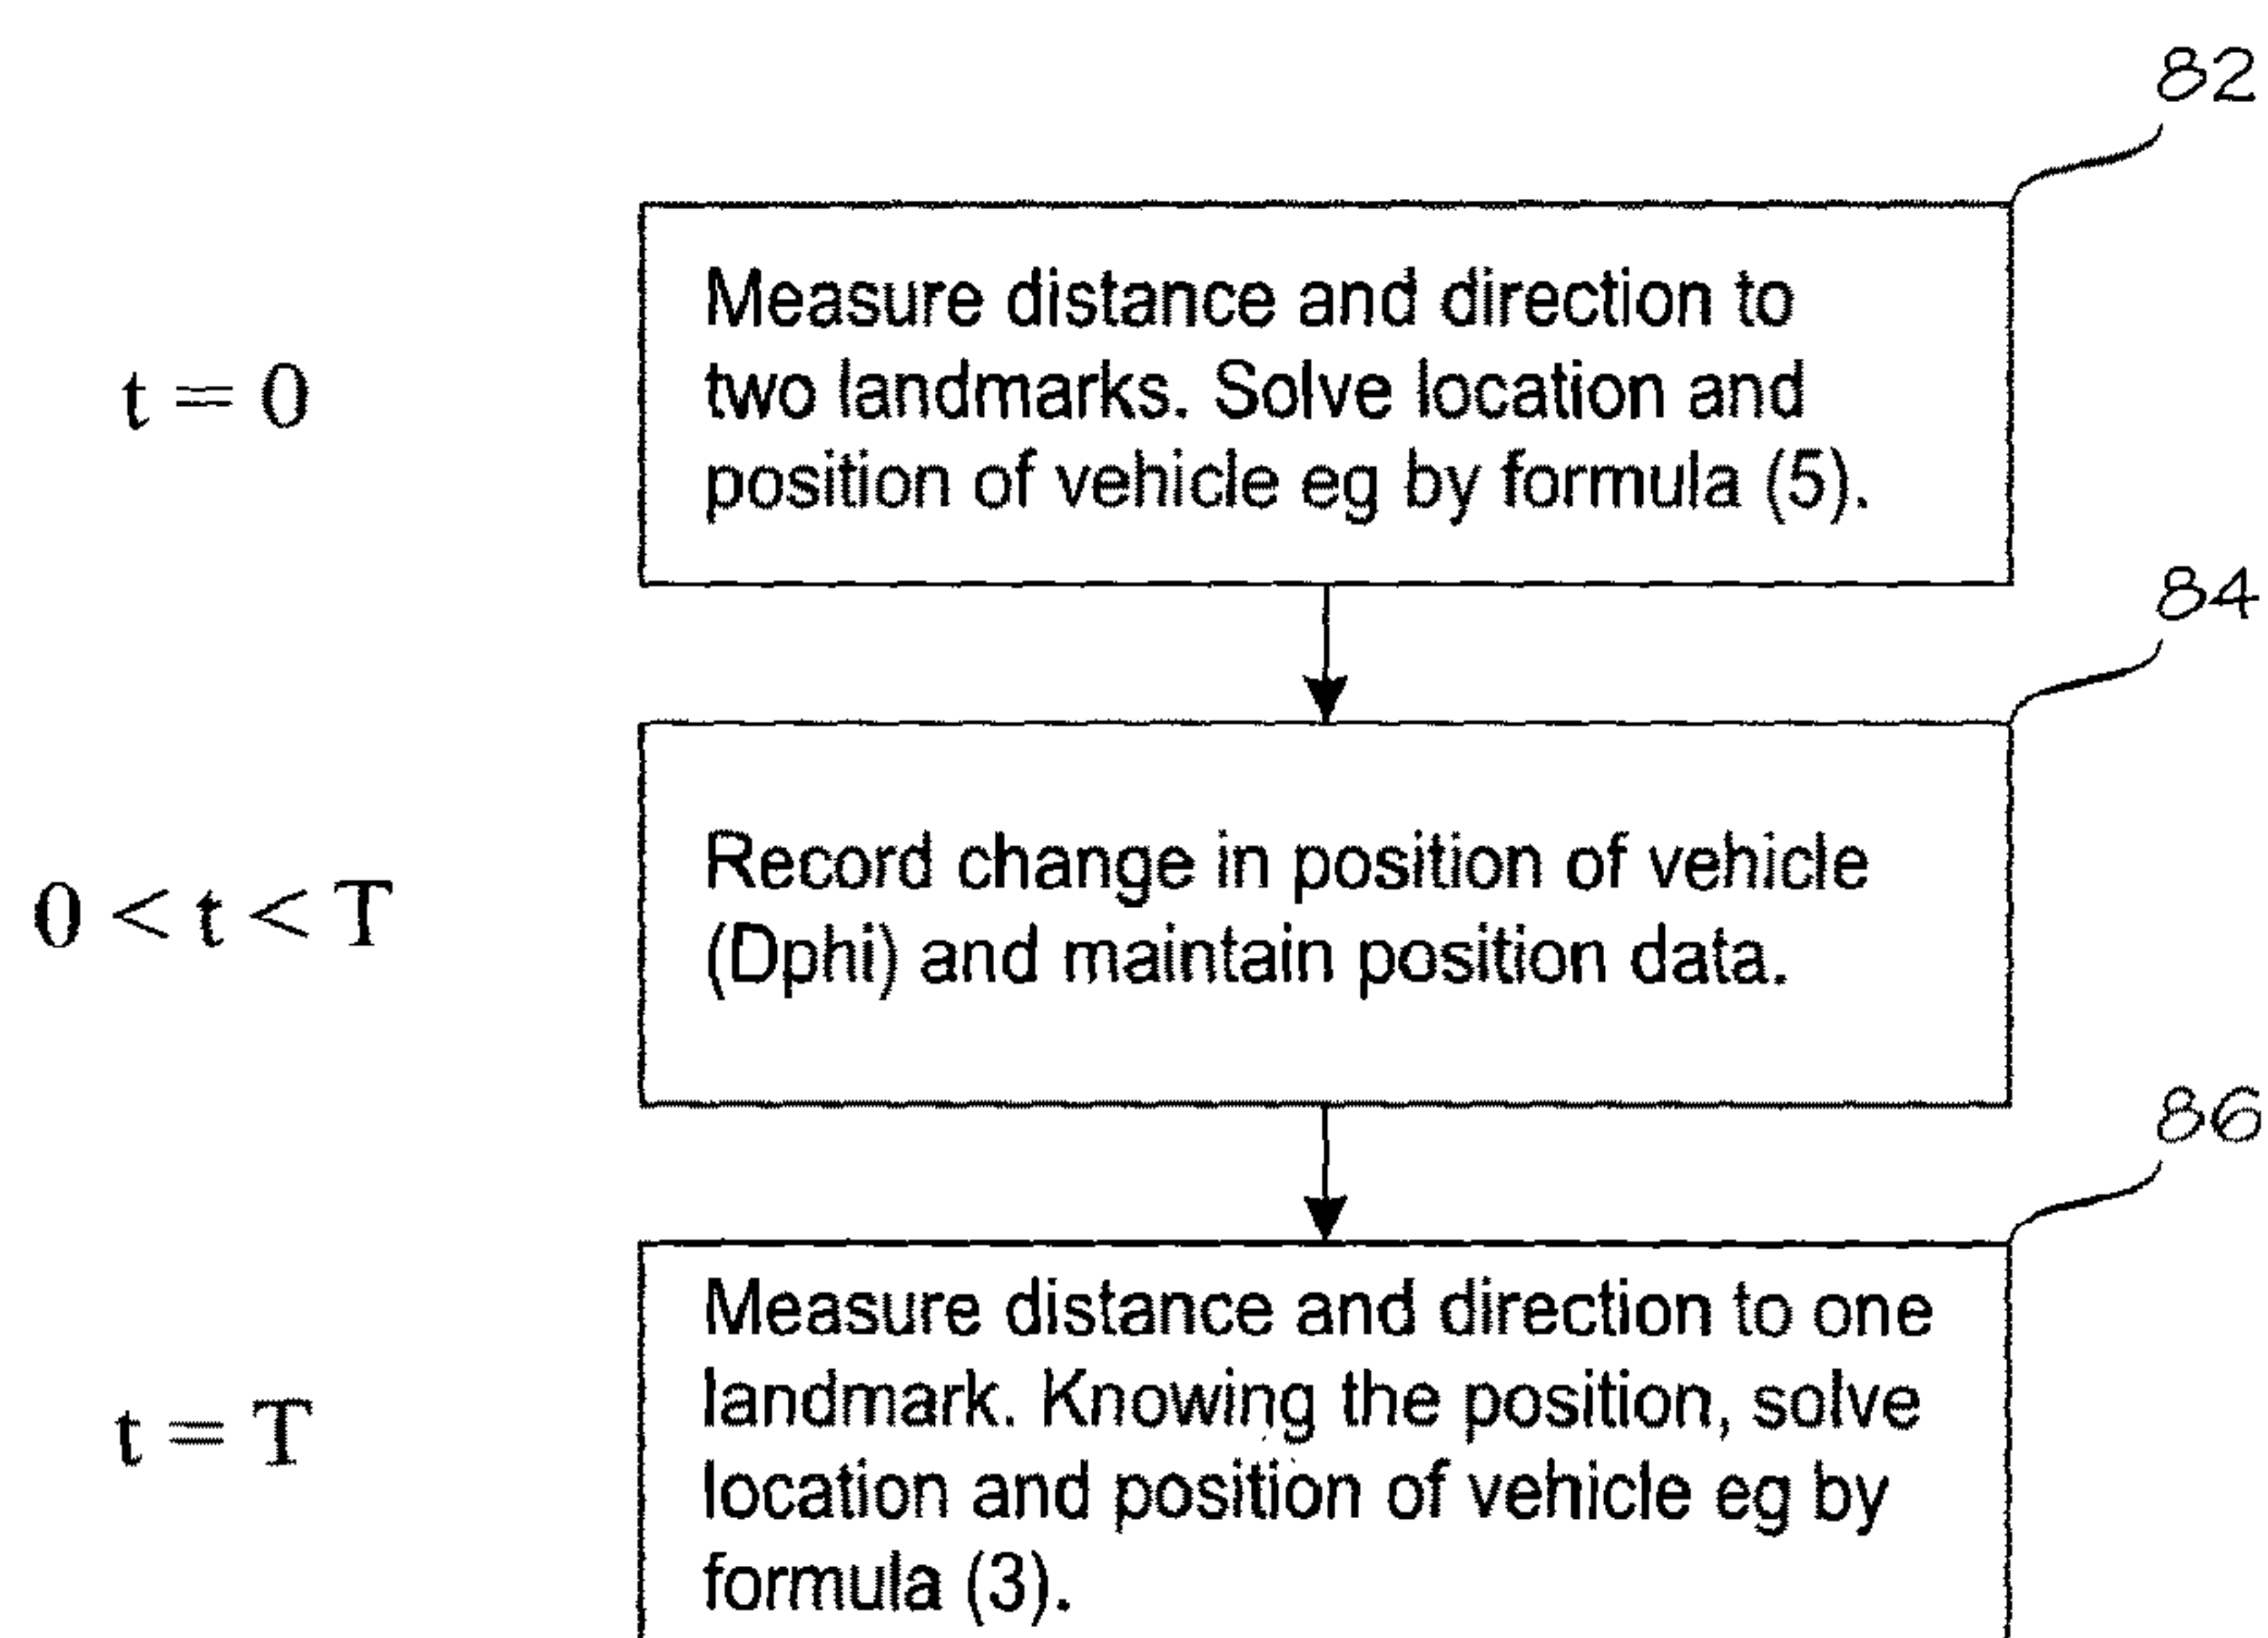 82
Measure distance and direction to
t = 0
two landmarks. Solve location and
position of vehicle eg by formula (5).
84
Record change in position of vehicle
0 < t < T
(Dphi) and maintain position data.
86
Measure distance and direction to one
landmark. Knowing the position, solve
t = T
location and position of vehicle eg by
formula (3).